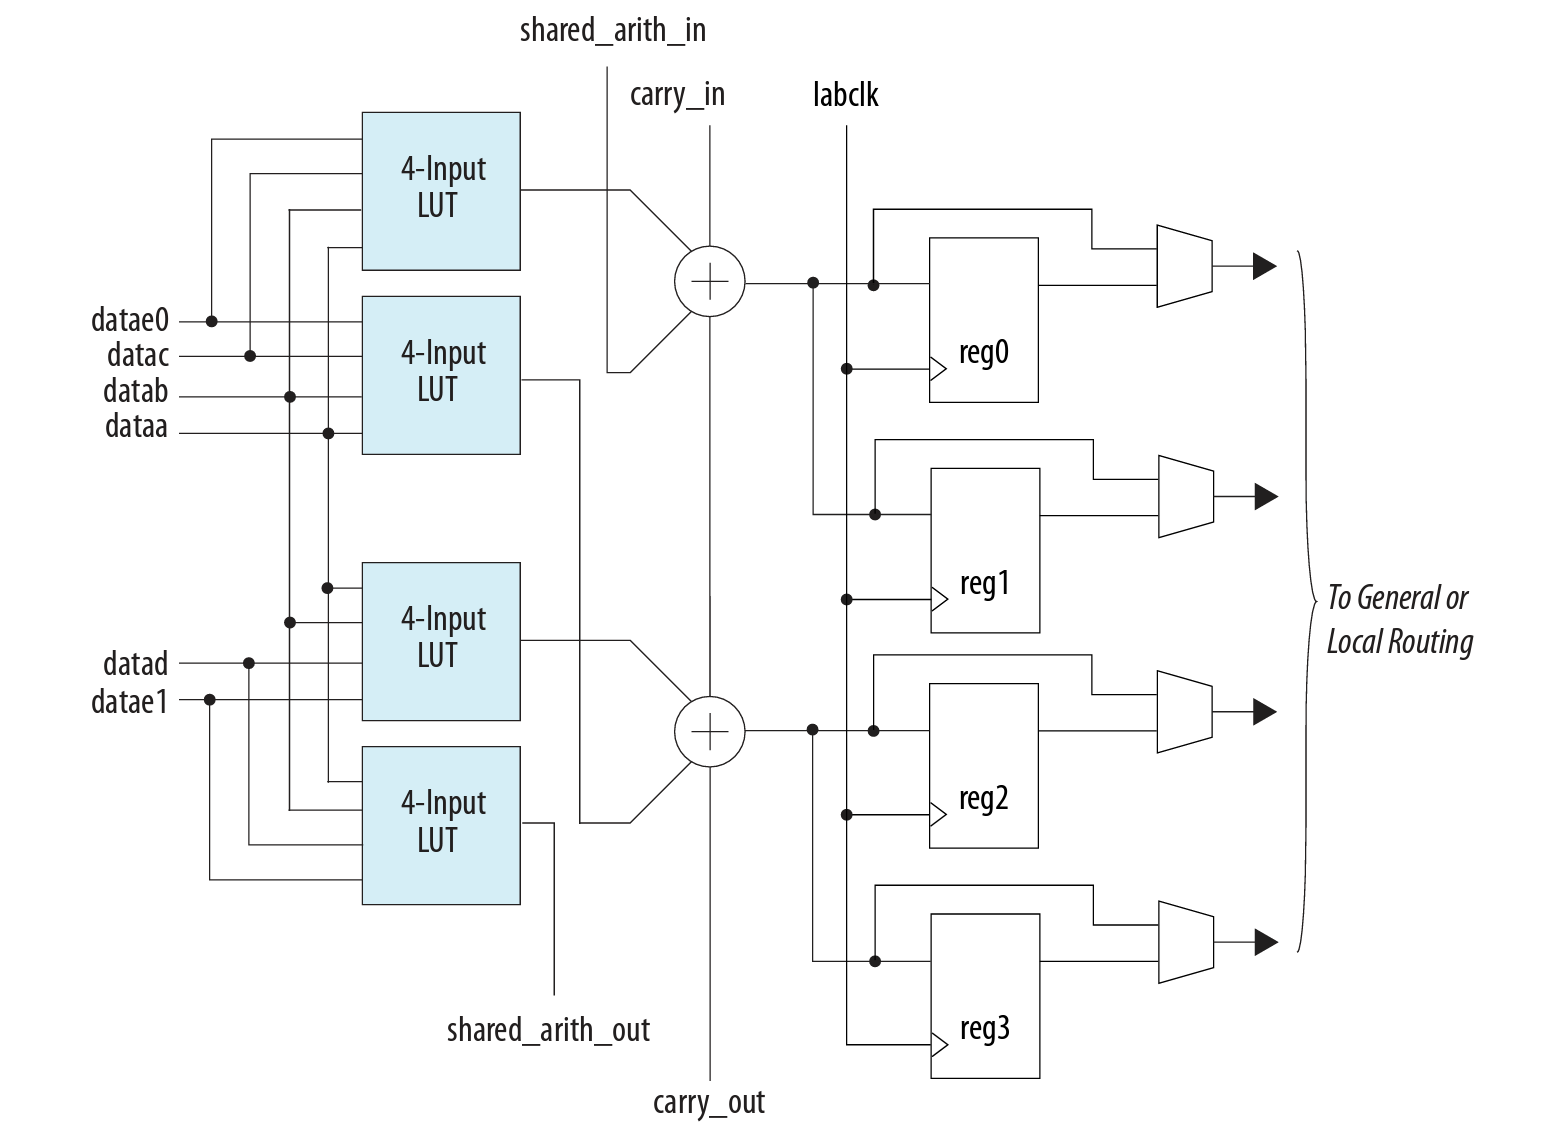 shared_arith_in
carry_in
labclk
4-Input
LUT
datae0
datac
datab
dataa
4-Input
LUT
reg0
reg1
4-Input
LUT
datad
datae1
To General or
Local Routing
4-Input
LUT
reg2
reg3
shared_arith_out
carry_out